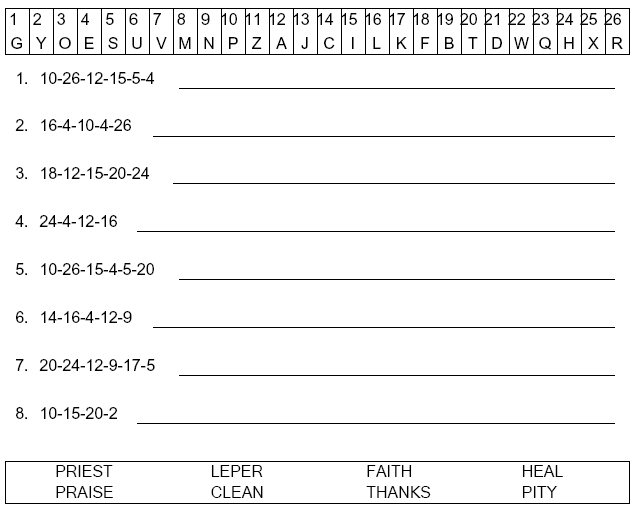 1 2 3 4 5 6 7 8 9 10 11 12 13 14 15 16 17 18 19 20 21 22 23 24 25 26
G Y O E S U V M N P Z A J C I L K F B T D W Q H X R
1. 10-26-12-15-5-4
2. 16-4-10-4-26
3. 18-12-15-20-24
4. 24-4-12-16
5. 10-26-15-4-5-20
6. 14-16-4-12-9
7. 20-24-12-9-17-5
8. 10-15-20-2
PRIEST LEPER FAITH HEAL
PRAISE CLEAN THANKS PITY